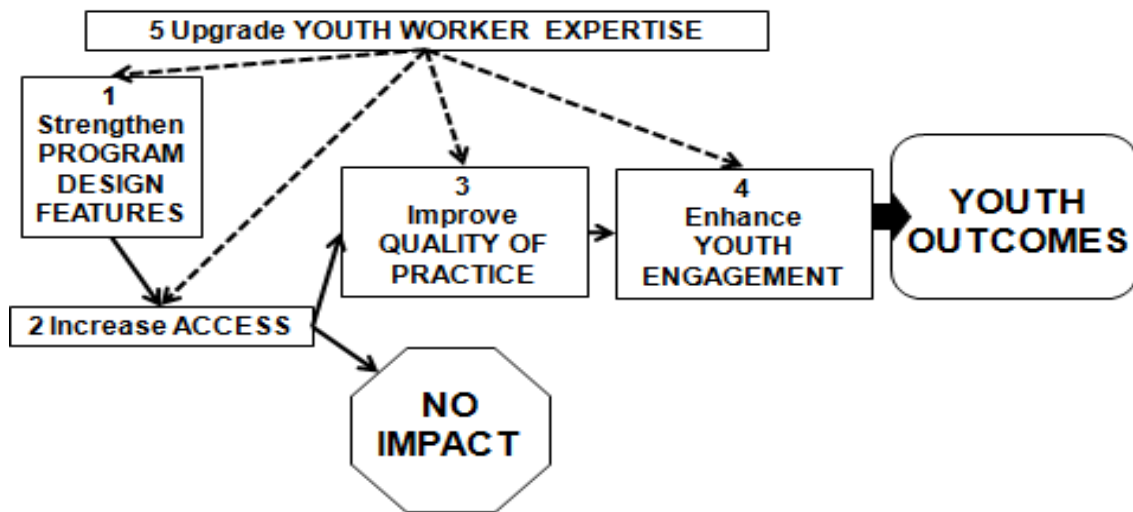 5 Upgrade YOUTH WORKER EXPERTISE
1
Strengthen
PROGRAM
DESIGN
FEATURES
2 Increase ACCESS
3
Improve
QUALITY OF
PRACTICE
4
Enhance
YOUTH
ENGAGEMENT
YOUTH
OUTCOMES
NO
IMPACT